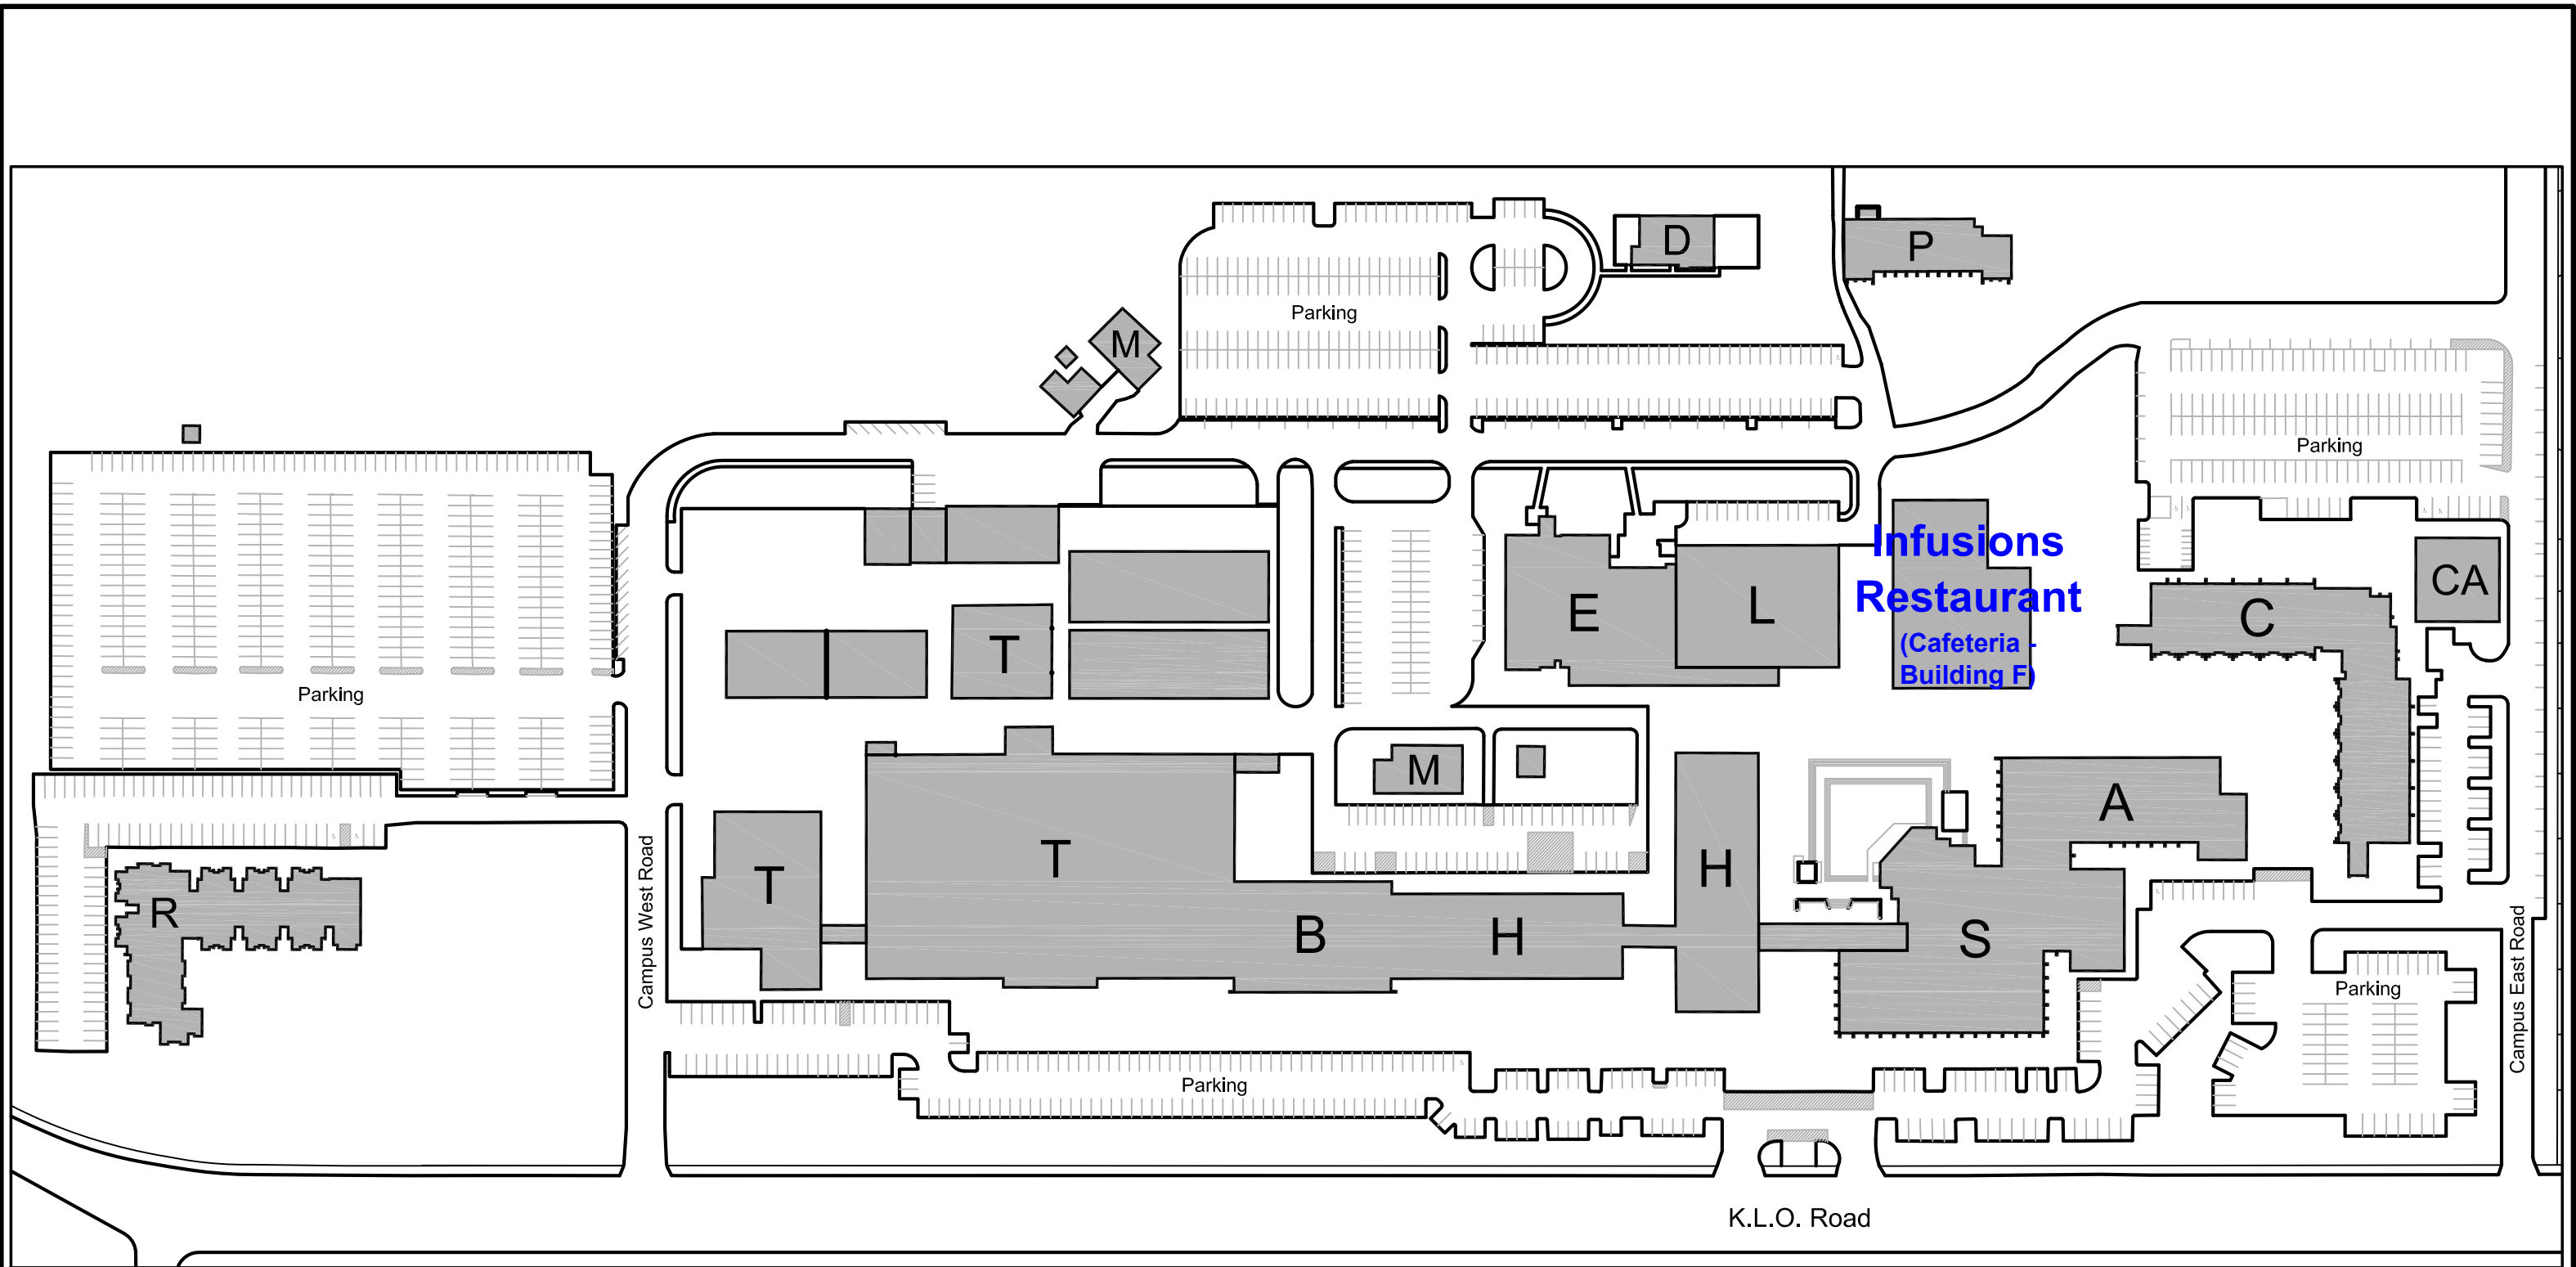 D
P
M
Parking
Parking
Infusions
Restaurant
(Cafeteria -
Building F)
E
L
T
C
CA
Parking
M
A
T
T
H
R
B
H
S
Campus West Road
Campus East Road
Parking
Parking
K.L.O. Road